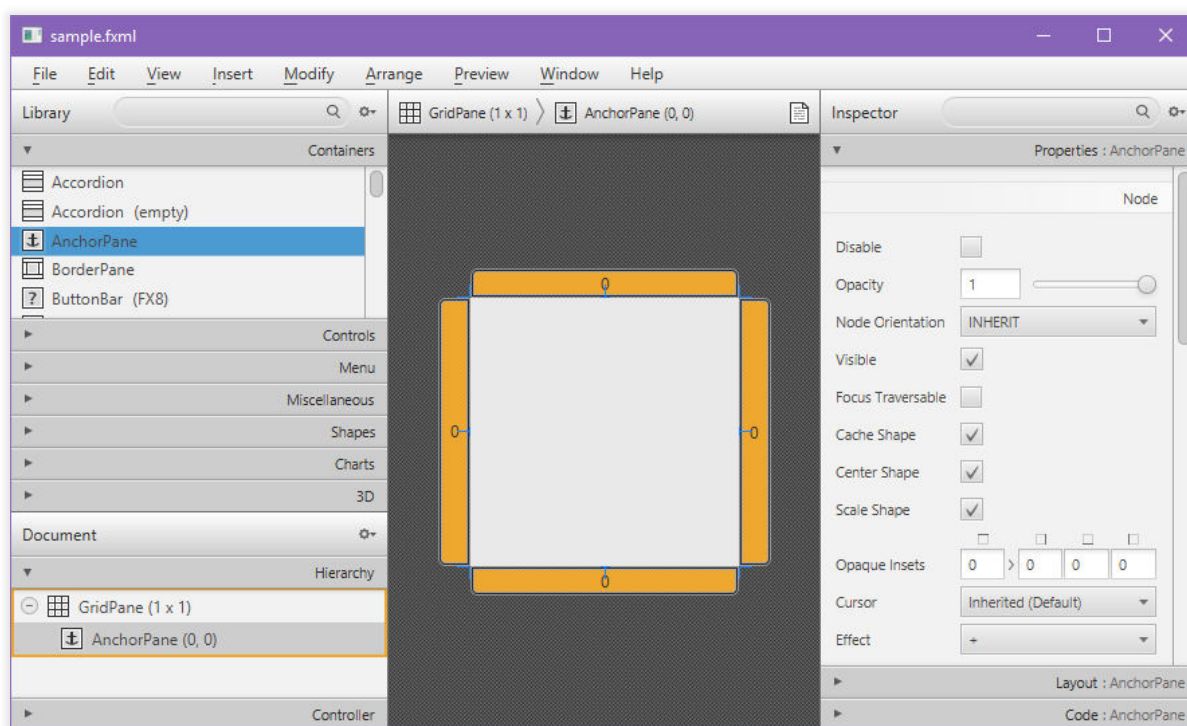 sample.fxml
File Edit View Insert Modify Arrange Preview Window Help
Library
GridPane (1 x 1) AnchorPane (0, 0)
Inspector
Containers
Accordion
Accordion (empty)
AnchorPane
BorderPane
? ButtonBar (FX8)
Controls
Menu
Miscellaneous
Shapes
Charts
3D
Document
Hierarchy
GridPane (1 x 1)
AnchorPane (0, 0)
Controller
0
0
0
0
Properties : AnchorPane
Node
Disable
Opacity 1
Node Orientation INHERIT
Visible
Focus Traversable
Cache Shape
Center Shape
Scale Shape
Opaque Insets 0 > 0 0 0
Cursor Inherited (Default)
Effect +
Layout : AnchorPane
Code : AnchorPane